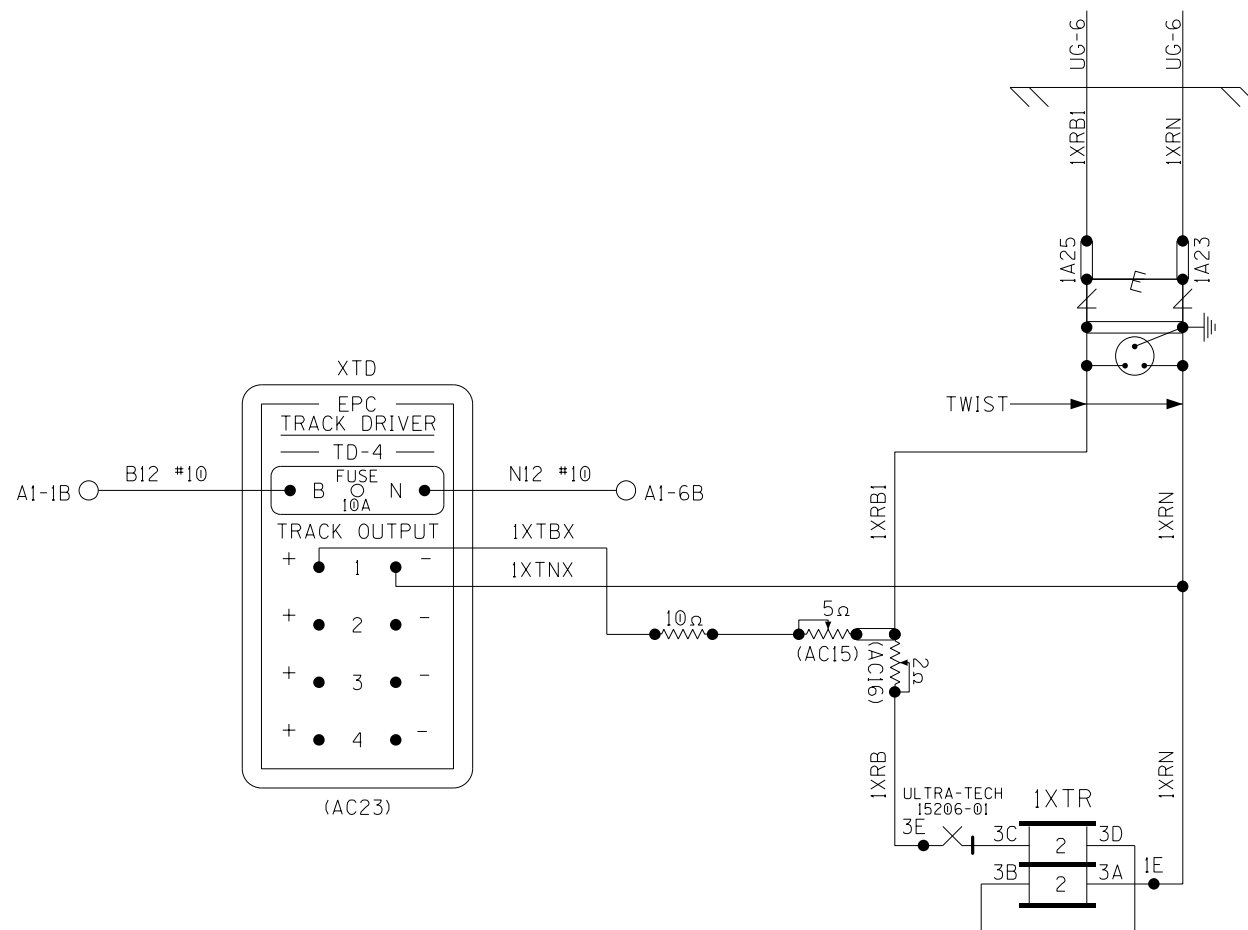 UG-6
UG-6
1XRB1
1XRN
1A25
1A23
XTD
EPC
TRACK DRIVER
TD-4
TWIST
B12 #10
FUSE
N12 #10
A1-1B
B
N
A1-6B
10A
1XRB1
1XRN
TRACK OUTPUT
1XTBX
+ 1 -
1XTNX
+ 2 -
10Ω
5Ω
(AC15)
(AC16)
2Ω
+ 3 -
+ 4 -
1XRB
1XRN
(AC23)
ULTRA-TECH
15206-01
1XTR
3E
3C
2
3D
3B
2
3A
1E